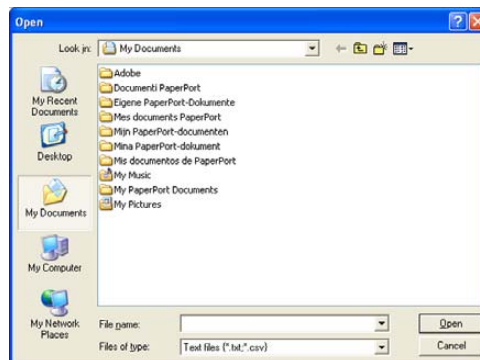 Open
Look in:
My Documents
My Recent
Documents
Desktop
My Documents
My Computer
My Network
Places
Adobe
Documenti PaperPort
Eigene PaperPort-Dokumente
Mes documents PaperPort
Mijn PaperPort-documenten
Mina PaperPort-dokument
Mis documentos de PaperPort
My Music
My PaperPort Documents
My Pictures
File name:
Open
Files of type:
Text files (*.txt;*.csv)
Cancel